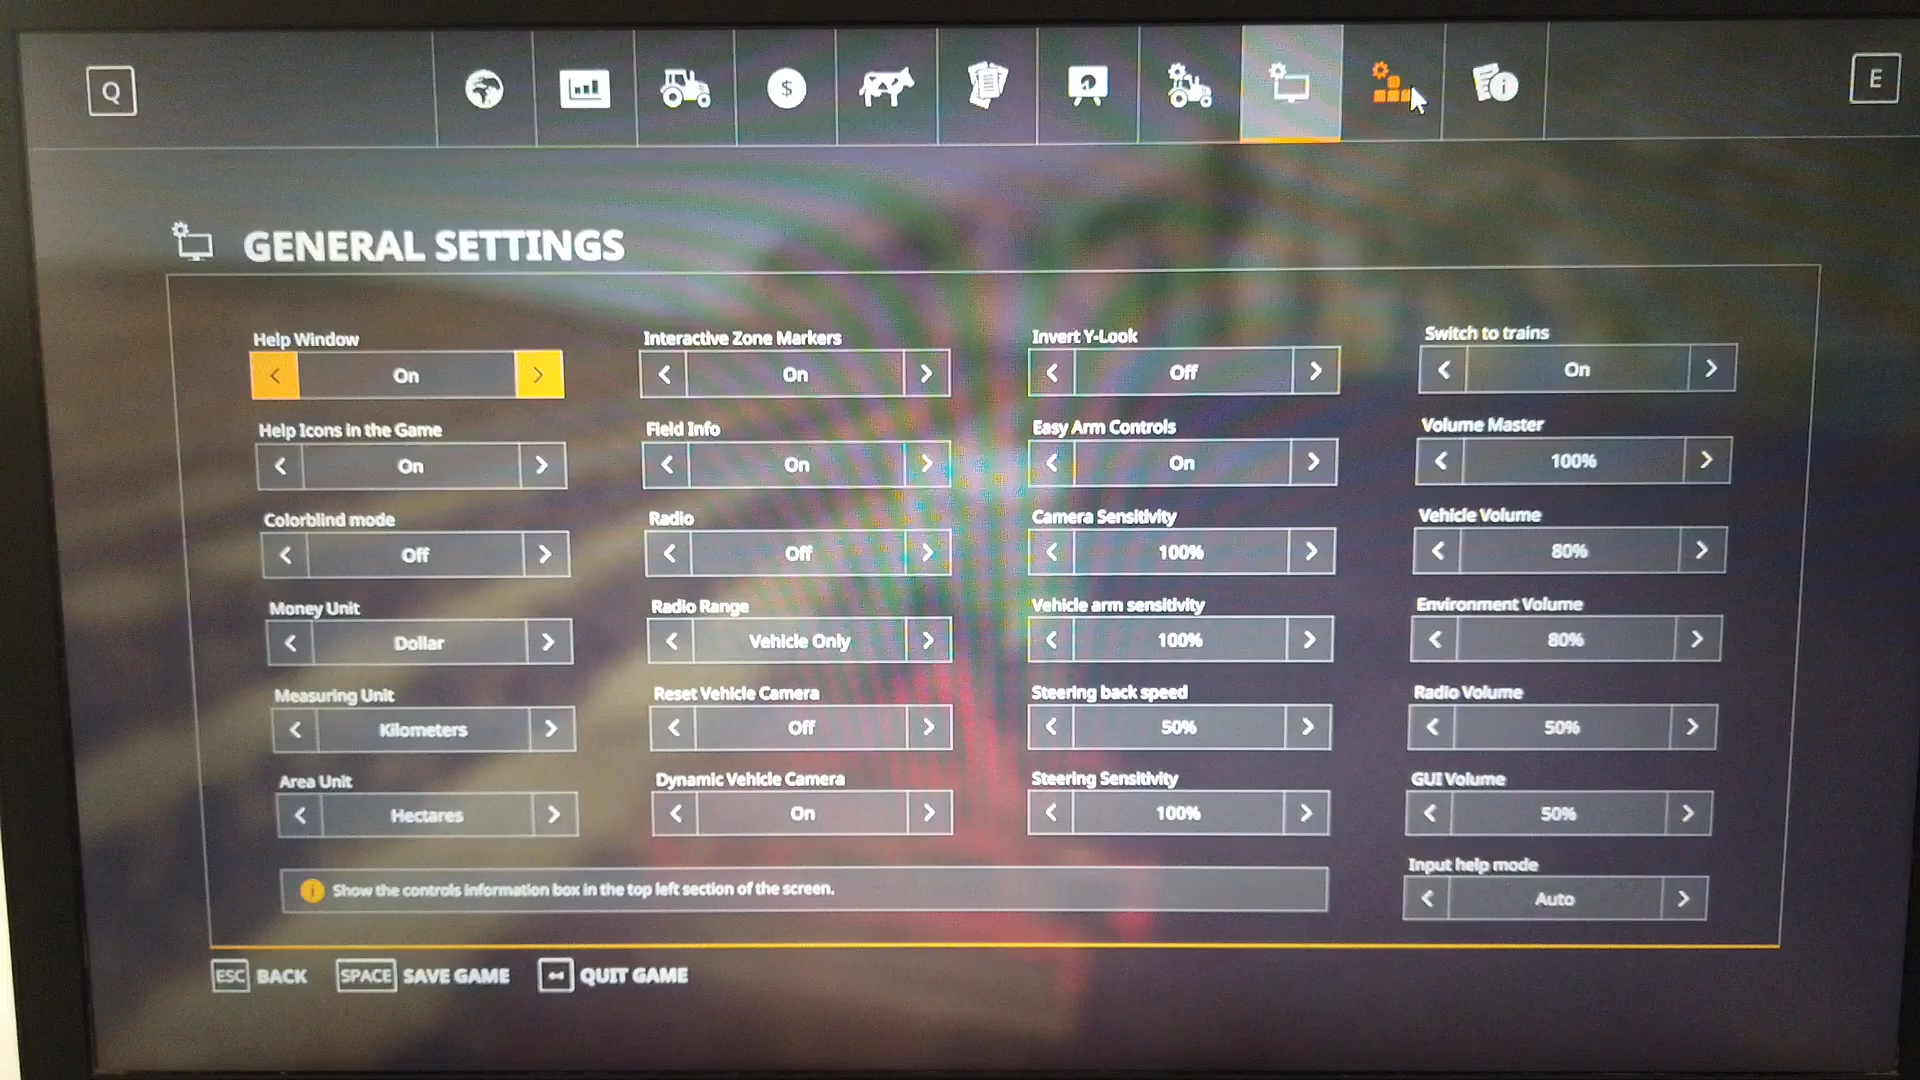 Q
$
E
GENERAL SETTINGS
Help Window
On
Help Icons in the Game
On
Colorblind mode
Off
Money Unit
Dollar
Measuring Unit
Kilometers
Area Unit
Hectares
Interactive Zone Markers
On
Field Info
On
Radio
Off
Radio Range
Vehicle Only
Reset Vehicle Camera
Off
Dynamic Vehicle Camera
On
Invert Y-Look
Off
Easy Arm Controls
On
Camera Sensitivity
100%
Vehicle arm sensitivity
100%
Steering back speed
50%
Steering Sensitivity
100%
Switch to trains
On
Volume Master
100%
Vehicle Volume
80%
Environment Volume
80%
Radio Volume
50%
GUI Volume
50%
Input help mode
Auto
Show the controls information box in the top left section of the screen.
ESC BACK SPACE SAVE GAME QUIT GAME